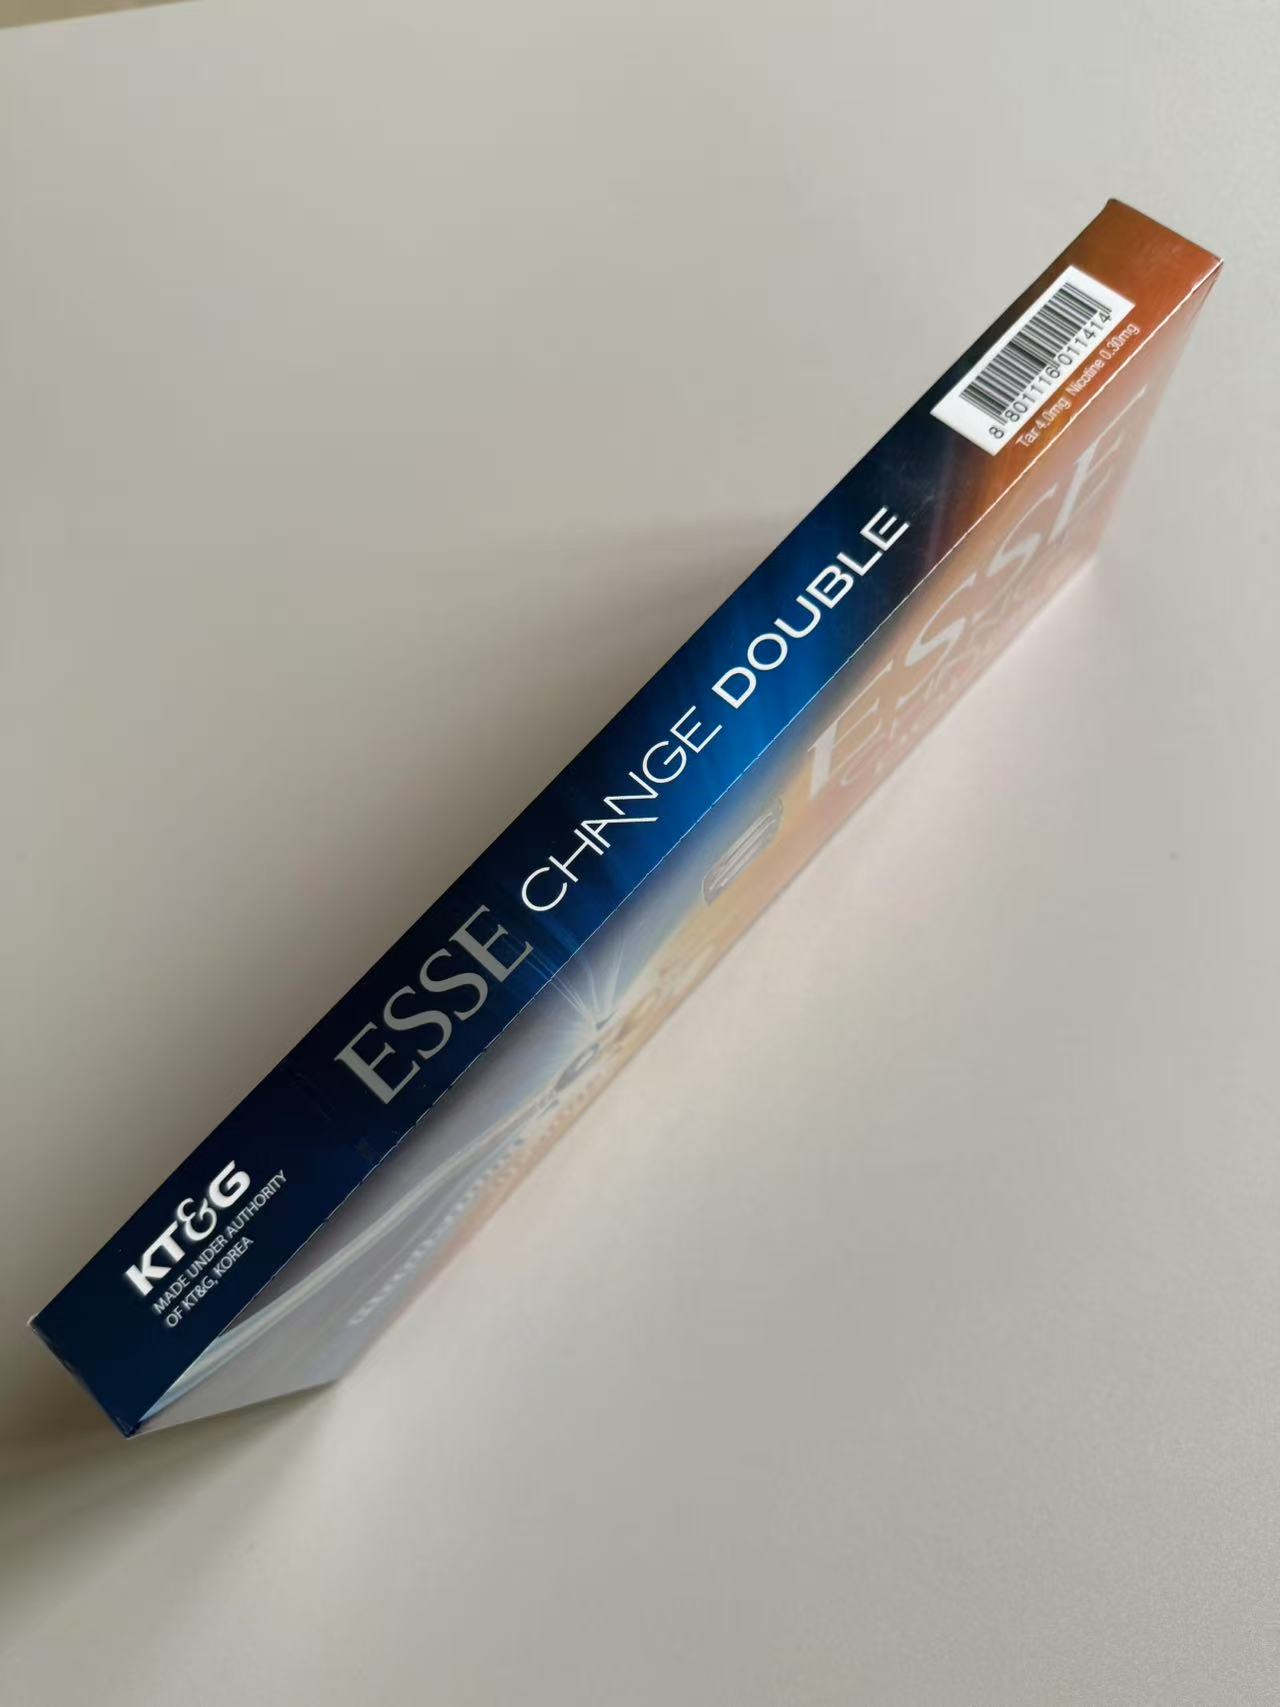 KT&G
MADE UNDER AUTHORITY
OF KT&G, KOREA
ESSE CHANGE DOUBLE
8 801116 011414
Tar 4.0mg Nicotine 0.30mg
ESSE